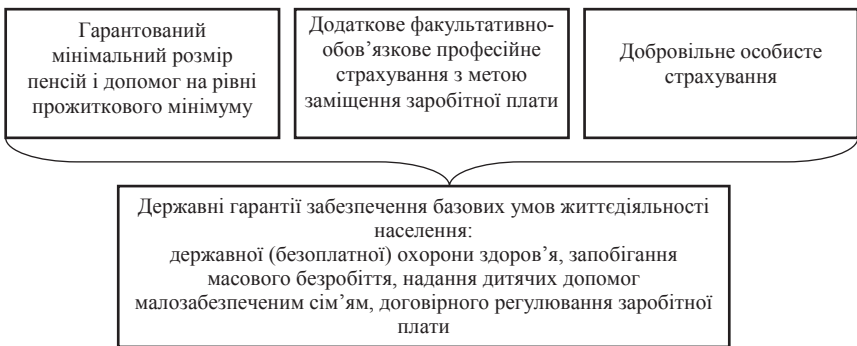 Гарантований
мінімальний розмір
пенсій і допомог на рівні
прожиткового мінімуму
Додаткове факультативно-
обов’язкове професійне
страхування з метою
заміщення заробітної плати
Добровільне особисте
страхування
Державні гарантії забезпечення базових умов життєдіяльності
населення:
державної (безоплатної) охорони здоров’я, запобігання
масового безробіття, надання дитячих допомог
малозабезпеченим сім’ям, договірного регулювання заробітної
плати